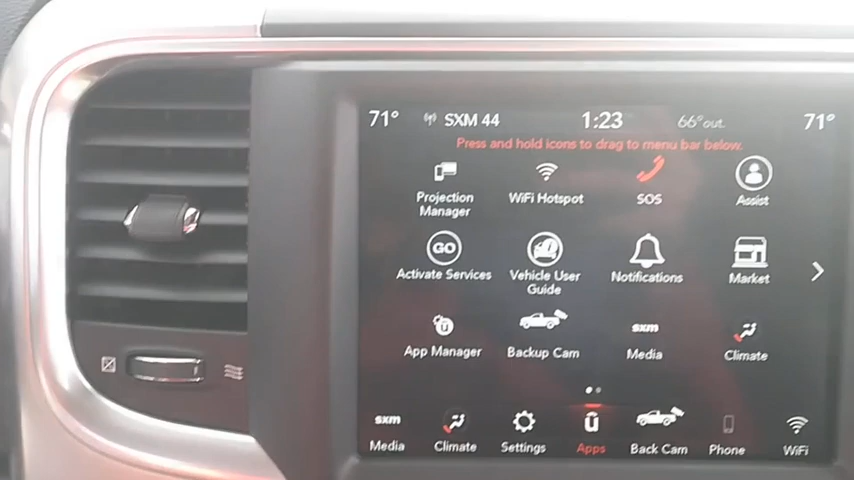 71° SXM 44 1:23 66°out. 71°
Press and hold icons to drag to menu bar below.
Projection Manager
WiFi Hotspot
SOS
Assist
GO
Activate Services
Vehicle User Guide
Notifications
Market
App Manager
Backup Cam
sxm
Media
Climate
sxm
Media
Climate
Settings
Apps
Back Cam
Phone
WiFi